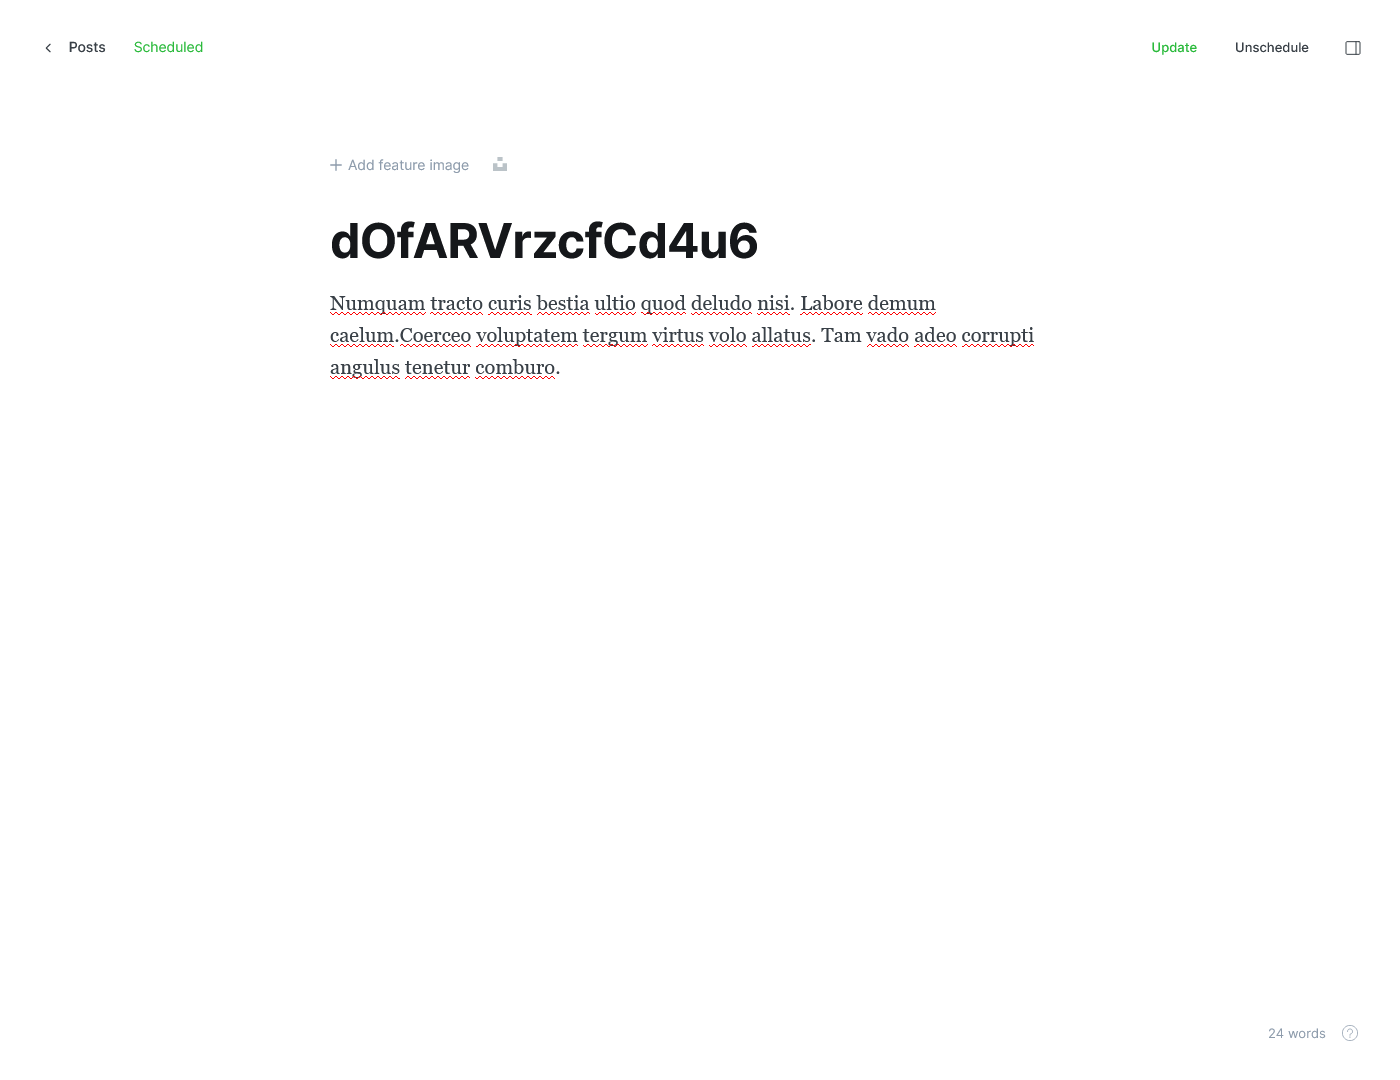 Posts Scheduled Update Unschedule
Add feature image
dOfARVrzcfCd4u6
Numquam tracto curis bestia ultio quod deludo nisi. Labore demum
caelum.Coerceo voluptatem tergum virtus volo allatus. Tam vado adeo corrupti
angulus tenetur comburo.
24 words